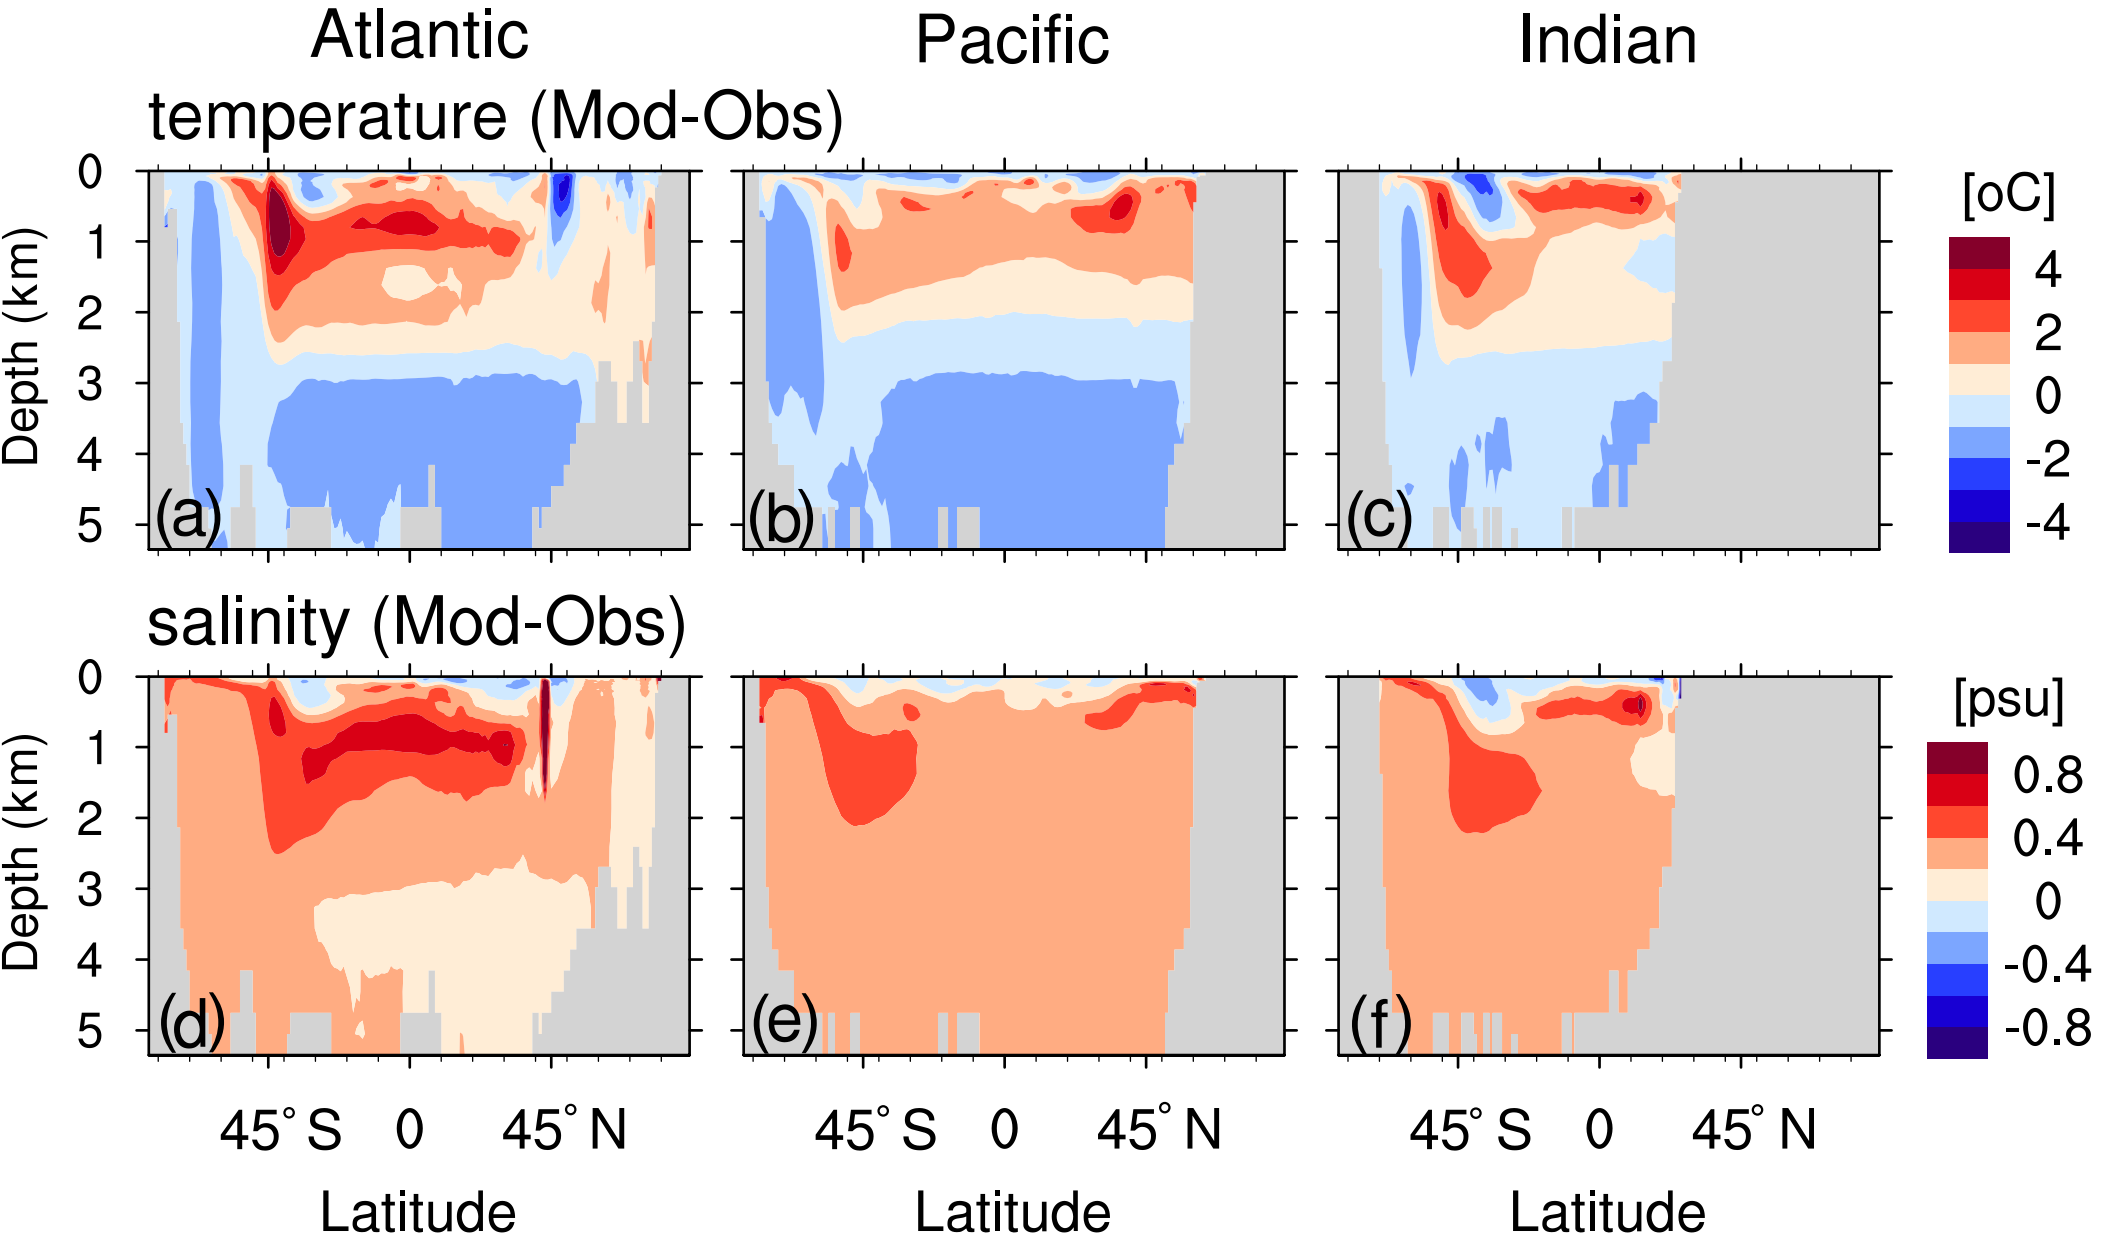 Atlantic Pacific Indian
temperature (Mod-Obs)
0
1
2
3
4
5
Depth (km)
(a) (b) (c)
[oC]
4
2
0
-2
-4
salinity (Mod-Obs)
0
1
2
3
4
5
Depth (km)
(d) (e) (f)
[psu]
0.8
0.4
0
-0.4
-0.8
45°S 0 45°N 45°S 0 45°N 45°S 0 45°N
Latitude Latitude Latitude